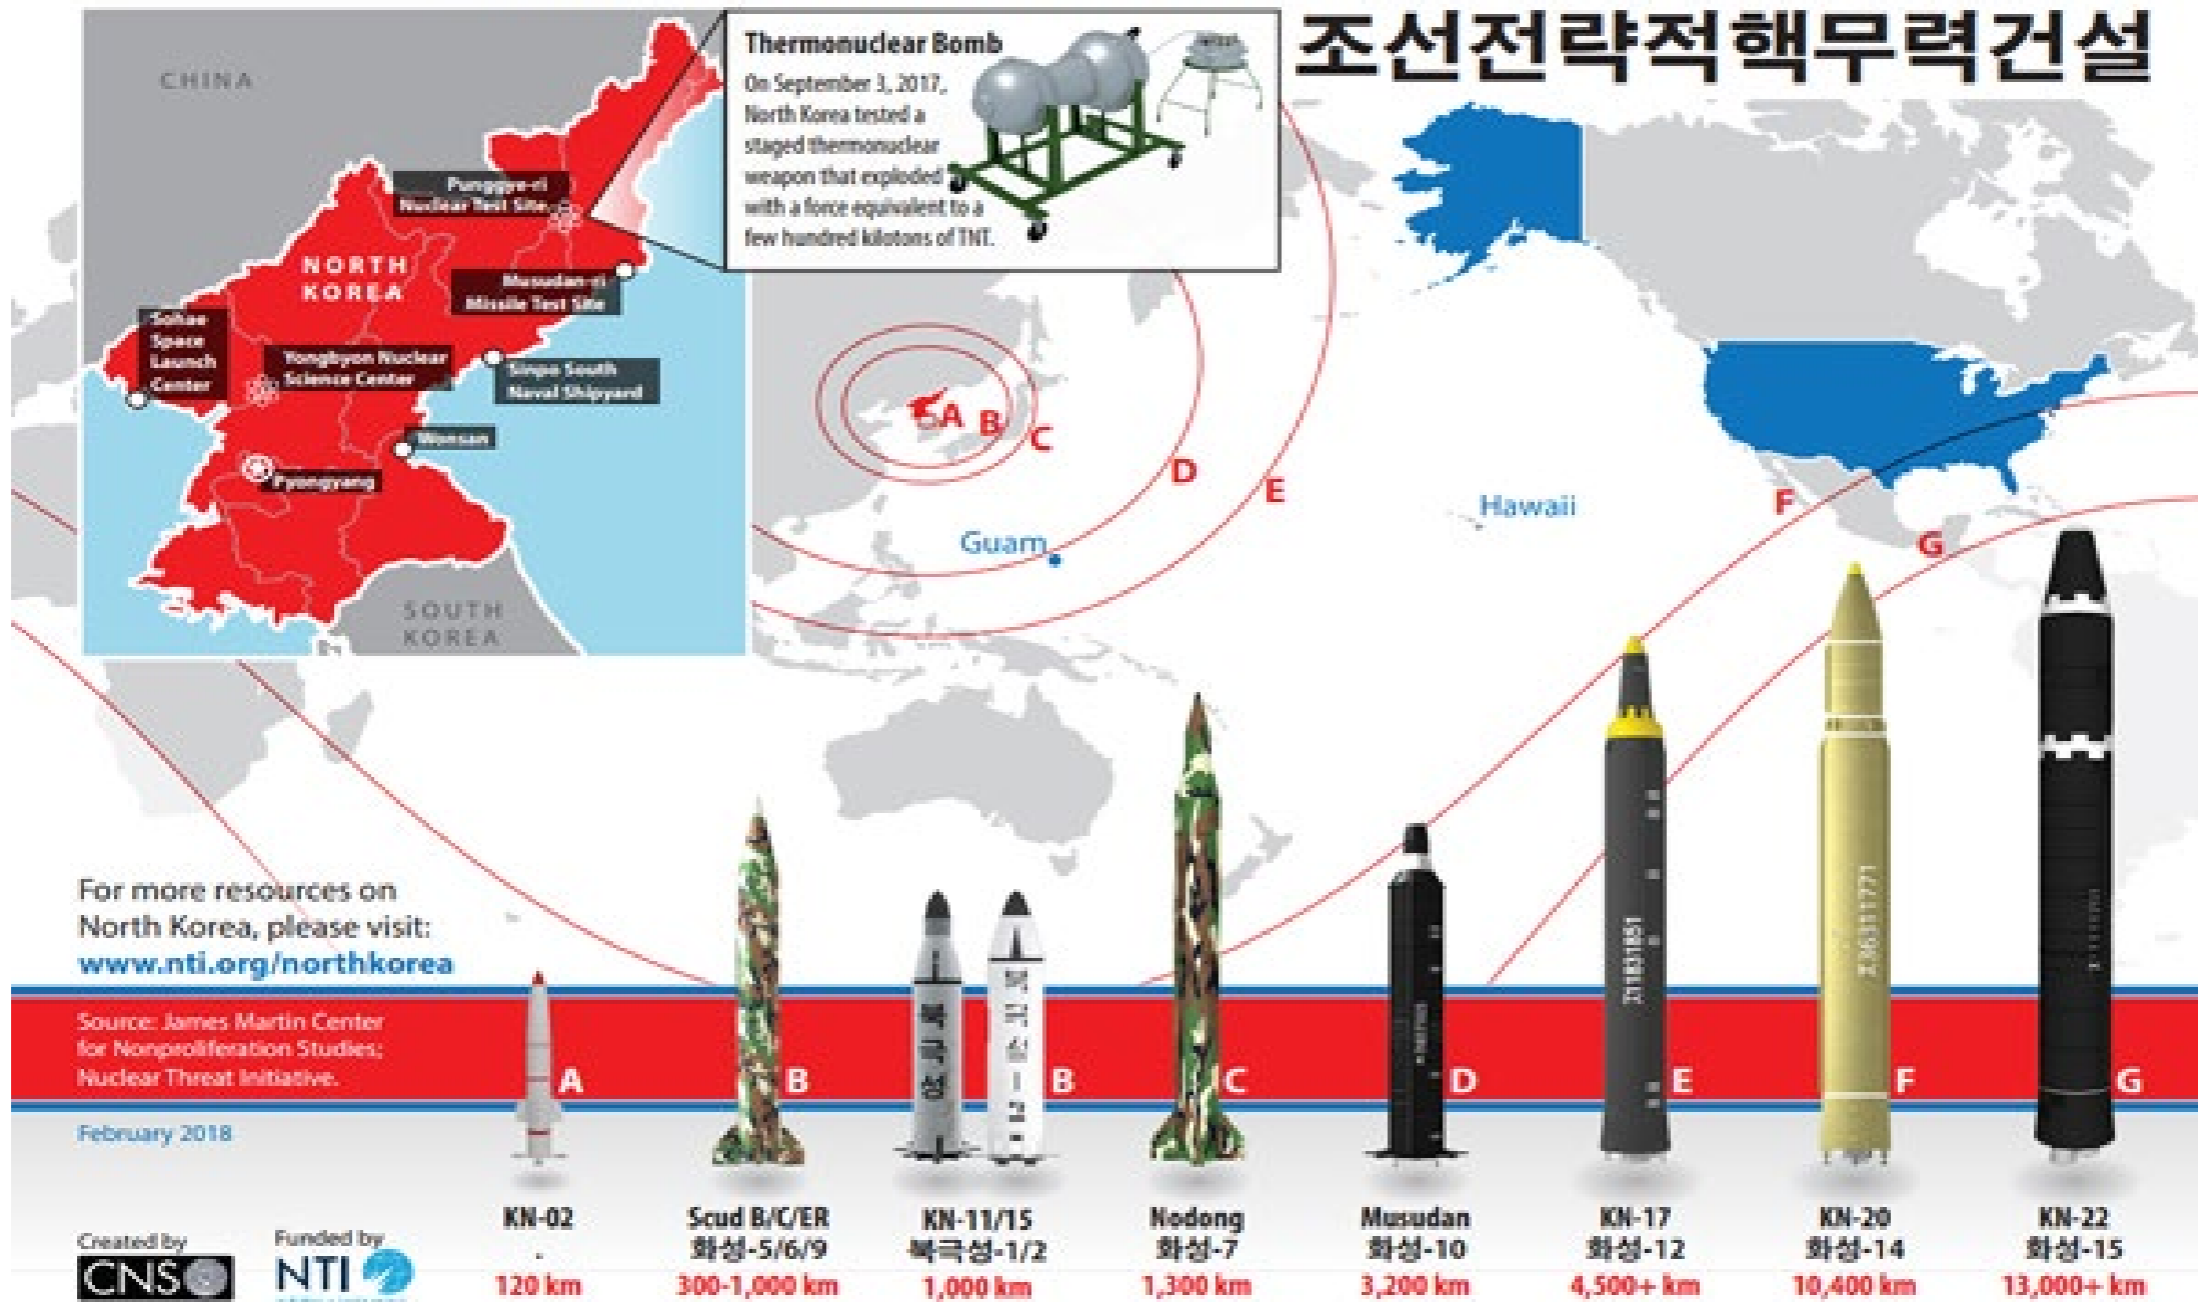 조선전략적핵무력건설
CHINA
NORTH
KOREA
SOUTH
KOREA
Punggye-ri
Nuclear Test Site
Musudan-ri
Missile Test Site
Sohae
Space
Launch
Center
Yongbyon Nuclear
Science Center
Sinpo South
Naval Shipyard
Wonsan
Pyongyang
Thermonuclear Bomb
On September 3, 2017,
North Korea tested a
staged thermonuclear
weapon that exploded
with a force equivalent to a
few hundred kilotons of TNT.
A
B
C
D
E
F
G
Guam
Hawaii
For more resources on
North Korea, please visit:
www.nti.org/northkorea
Source: James Martin Center
for Nonproliferation Studies;
Nuclear Threat Initiative.
February 2018
Created by
CNS
Funded by
NTI
A
B
B
C
D
E
F
G
KN-02
-
120 km
Scud B/C/ER
화성-5/6/9
300-1,000 km
KN-11/15
북극성-1/2
1,000 km
Nodong
화성-7
1,300 km
Musudan
화성-10
3,200 km
KN-17
화성-12
4,500+ km
KN-20
화성-14
10,400 km
KN-22
화성-15
13,000+ km